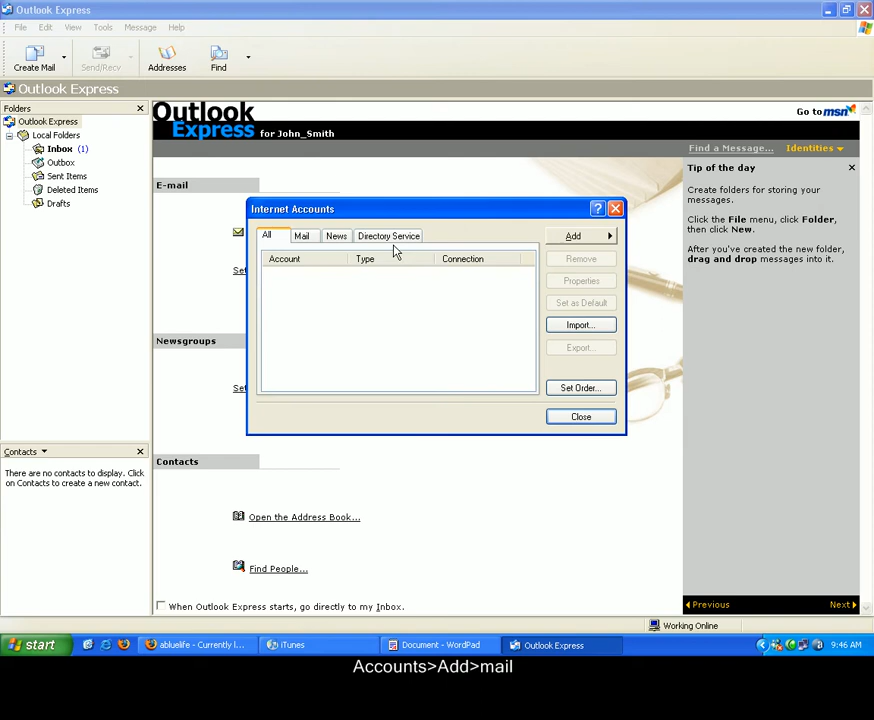 Outlook Express
File Edit View Tools Message Help
Create Mail Send/Recv Addresses Find
Outlook Express
Folders
Outlook Express
Local Folders
Inbox (1)
Outbox
Sent Items
Deleted Items
Drafts
Contacts
There are no contacts to display. Click
on Contacts to create a new contact.
Outlook
Express for John_Smith
Go to msn
Find a Message... Identities
E-mail
Set
Newsgroups
Set
Contacts
Open the Address Book...
Find People...
When Outlook Express starts, go directly to my Inbox.
Internet Accounts
All Mail News Directory Service
Account Type Connection
Add
Remove
Properties
Set as Default
Import...
Export...
Set Order...
Close
Tip of the day
Create folders for storing your
messages.
Click the File menu, click Folder,
then click New.
After you've created the new folder,
drag and drop messages into it.
Previous Next
Working Online
start abluelife - Currently l... iTunes Document - WordPad Outlook Express 9:46 AM
Accounts>Add>mail